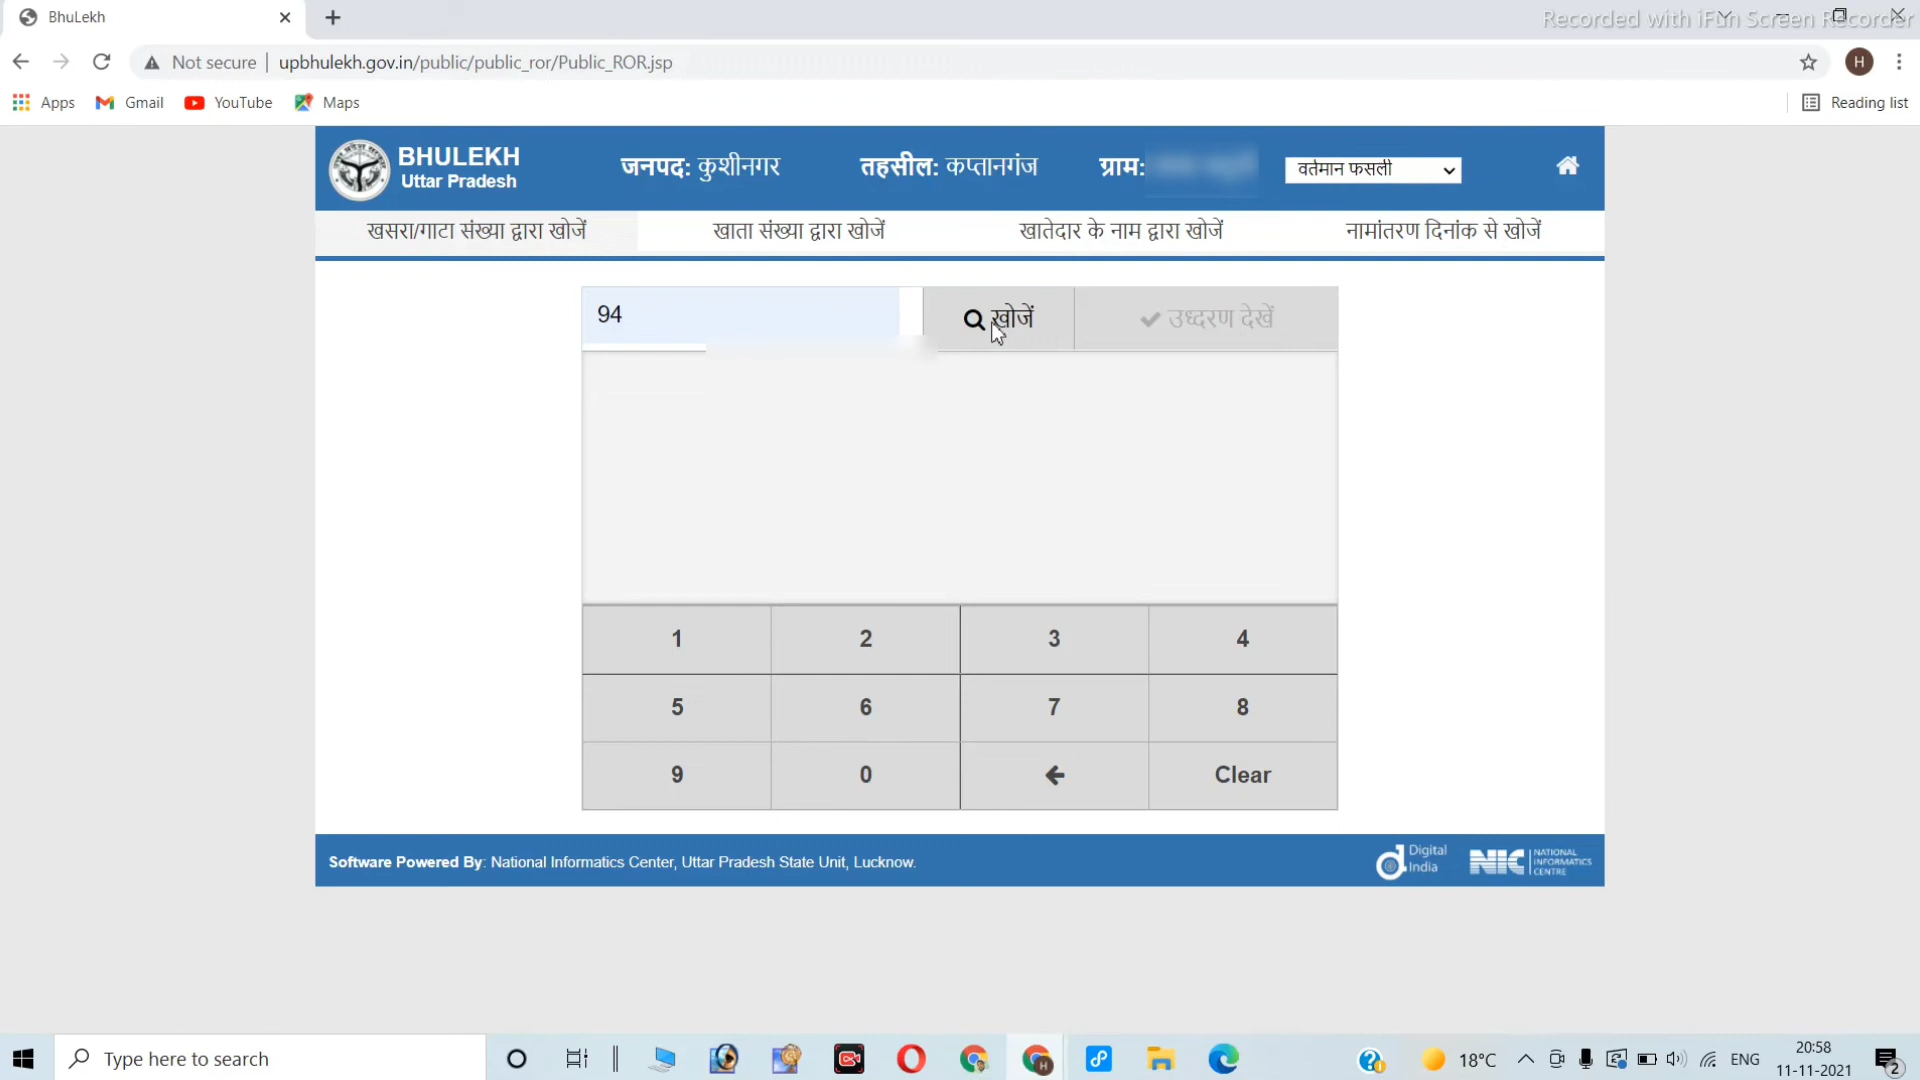 BhuLekh
Recorded with iFun Screen Recorder
Not secure
upbhulekh.gov.in/public/public_ror/Public_ROR.jsp
H
Apps
Gmail
YouTube
Maps
Reading list
BHULEKH
Uttar Pradesh
जनपद: कुशीनगर
तहसील: कप्तानगंज
ग्राम:
वर्तमान फसली
खसरा/गाटा संख्या द्वारा खोजें
खाता संख्या द्वारा खोजें
खातेदार के नाम द्वारा खोजें
नामांतरण दिनांक से खोजें
94
खोजें
उध्दरण देखें
1 2 3 4
5 6 7 8
9 0 Clear
Software Powered By: National Informatics Center, Uttar Pradesh State Unit, Lucknow.
Digital
India
NIC
NATIONAL
INFORMATICS
CENTRE
Type here to search
H
18°C
ENG
20:58
11-11-2021
2